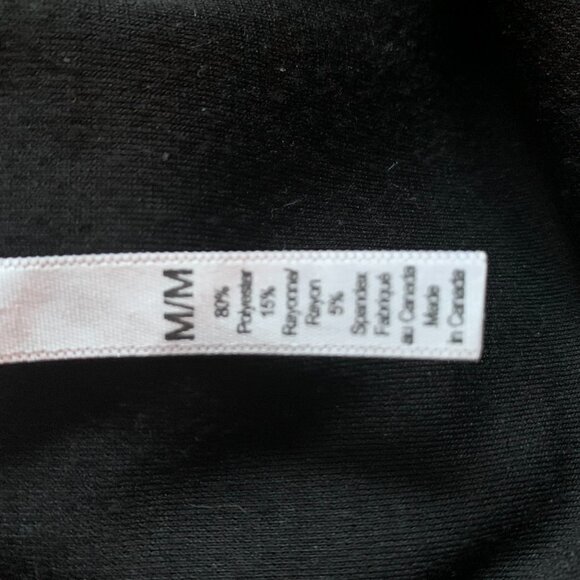 M/M
80%
Polyester
15%
Rayonne/
Rayon
5%
Spandex
Fabriqué
au Canada
Made
in Canada